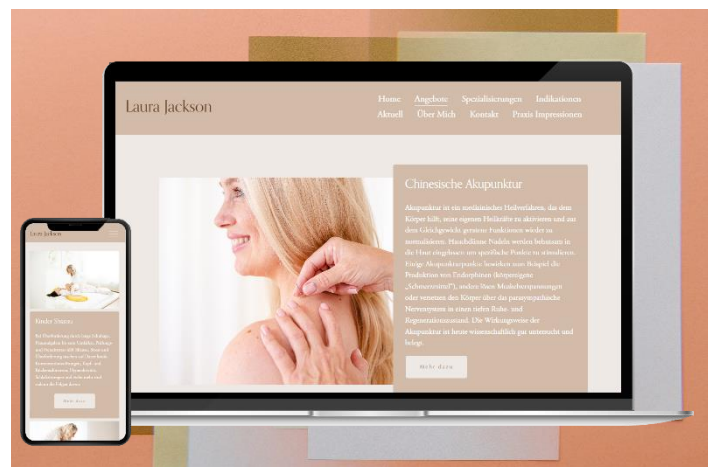 Laura Jackson
Home Angebote Spezialisierungen Indikationen
Aktuell Über Mich Kontakt Praxis Impressionen
Chinesische Akupunktur
Akupunktur ist ein medizinisches Heilverfahren, das dem
Körper hilft, seine eigenen Heilkräfte zu aktivieren und aus
dem Gleichgewicht geratene Funktionen wieder zu
normalisieren. Hauchdünne Nadeln werden behutsam in
die Haut eingebracht um spezifische Punkte zu stimulieren.
Einige Akupunkturpunkte bewirken zum Beispiel die
Produktion von Endorphinen (körpereigene
„Schmerzmittel“), andere lösen Muskelverspannungen
oder versetzen den Körper über das parasympathische
Nervensystem in einen tiefen Ruhe- und
Regenerationszustand. Die Wirkungsweise der
Akupunktur ist heute wissenschaftlich gut untersucht und
belegt.
Mehr dazu
Laura Jackson
Kinder Shiatsu
Mehr dazu